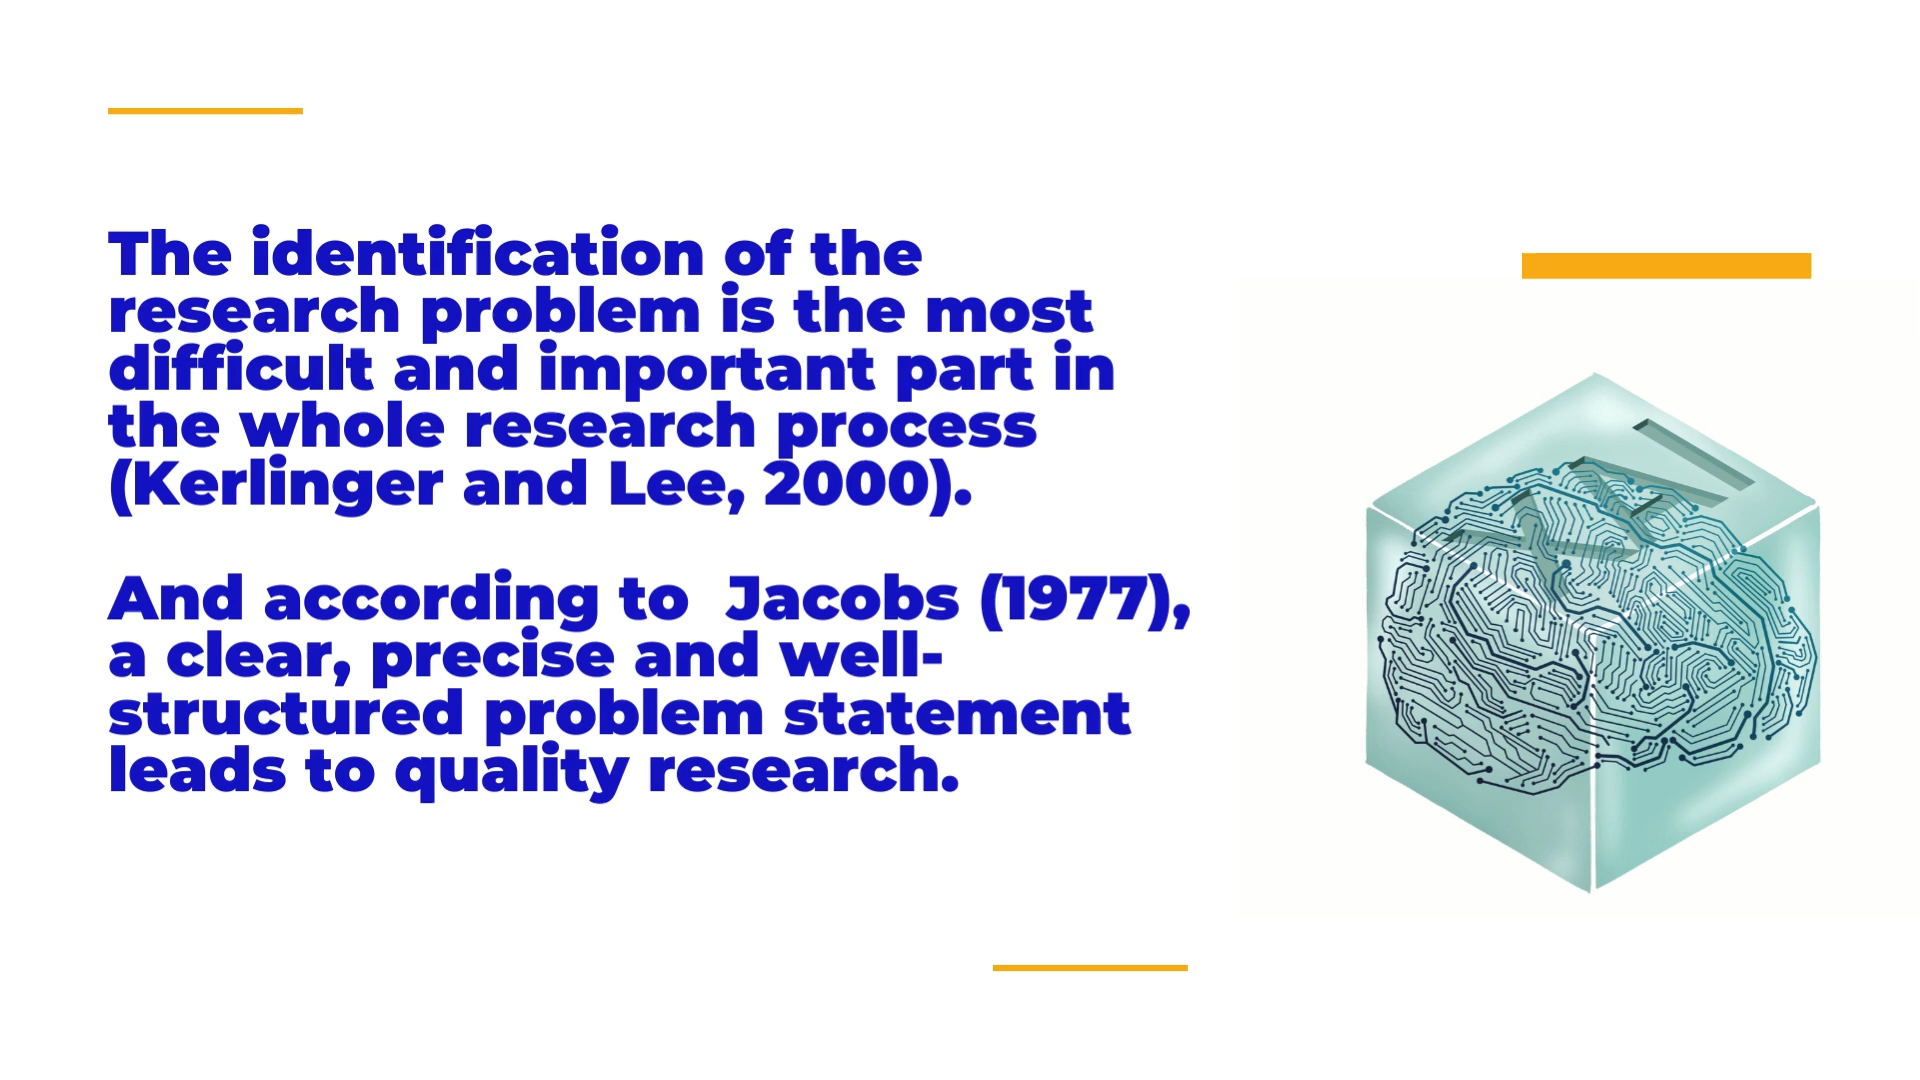 The identification of the
research problem is the most
difficult and important part in
the whole research process
(Kerlinger and Lee, 2000).
And according to  Jacobs (1977),
a clear, precise and well-
structured problem statement
leads to quality research.